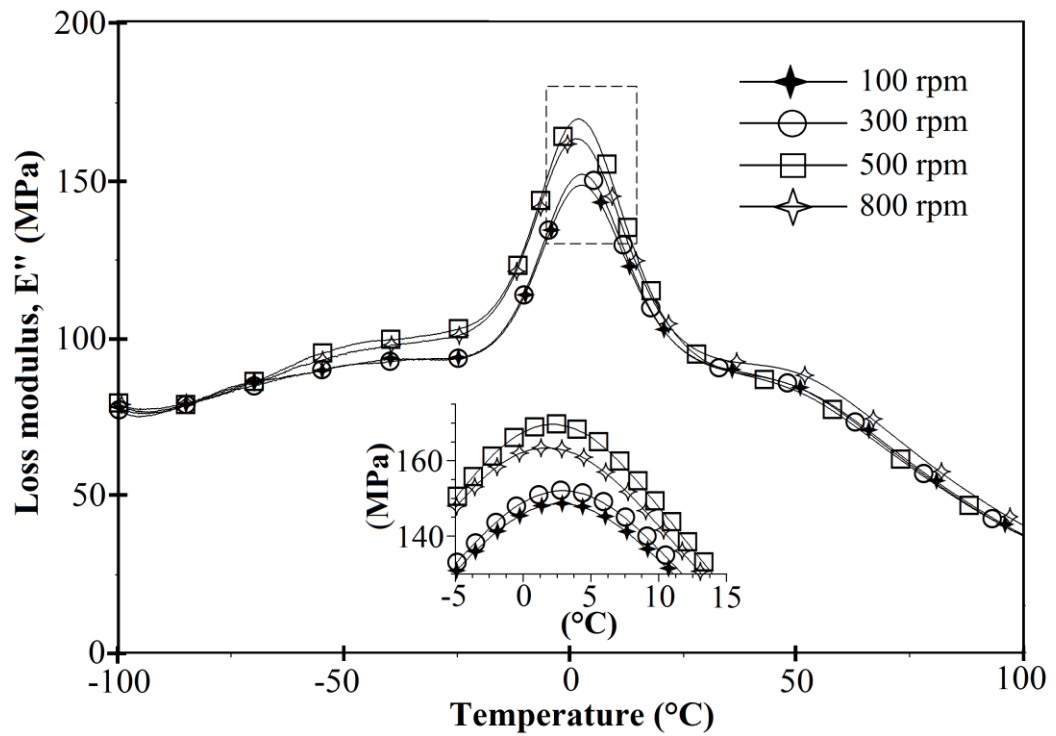 200
150
100
50
0
Loss modulus, E" (MPa)
100 rpm
300 rpm
500 rpm
800 rpm
160
140
(MPa)
-5 0 5 10 15
(°C)
-100 -50 0 50 100
Temperature (°C)